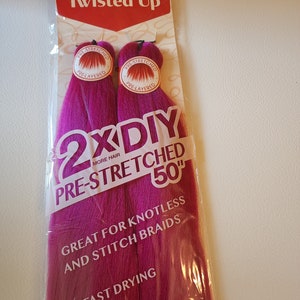 Twisted Up
2X DIY
MORE HAIR
PRE-STRETCHED
50"
GREAT FOR KNOTLESS
AND STITCH BRAIDS
FAST DRYING